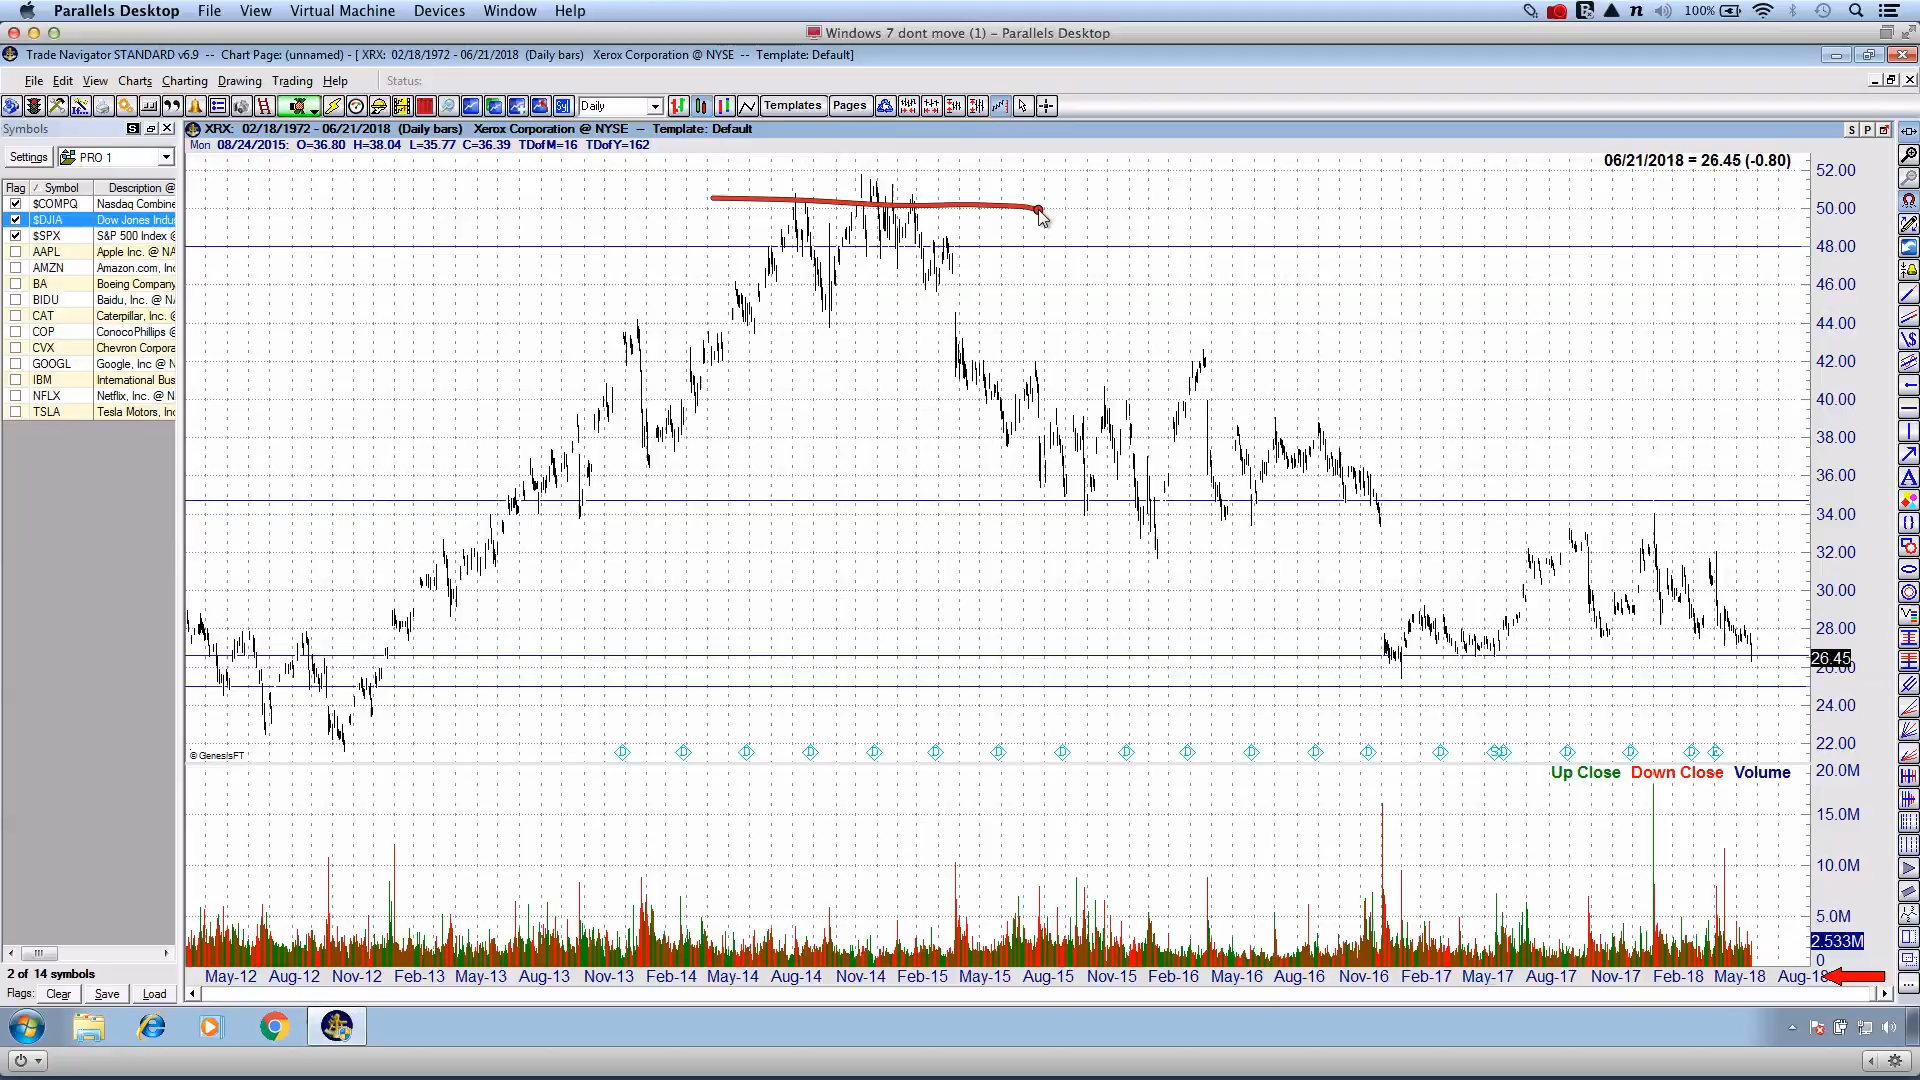 Parallels Desktop File View Virtual Machine Devices Window Help 100%
Windows 7 dont move (1) - Parallels Desktop
Trade Navigator STANDARD v6.9 -- Chart Page: (unnamed) - [ XRX: 02/18/1972 - 06/21/2018 (Daily bars) Xerox Corporation @ NYSE -- Template: Default]
File Edit View Charts Charting Drawing Trading Help Status:
Daily Templates Pages
Symbols S
XRX: 02/18/1972 - 06/21/2018 (Daily bars) Xerox Corporation @ NYSE -- Template: Default S P
Mon 08/24/2015: O=36.80 H=38.04 L=35.77 C=36.39 TDofM=16 TDofY=162
Settings PRO 1
06/21/2018 = 26.45 (-0.80)
Flag Symbol Description @
$COMPQ Nasdaq Combine
$DJIA Dow Jones Indu
$SPX S&P 500 Index @
AAPL Apple Inc. @ NA
AMZN Amazon.com, Inc
BA Boeing Company
BIDU Baidu, Inc. @ N
CAT Caterpillar, Inc. @
COP ConocoPhillips @
CVX Chevron Corpora
GOOGL Google, Inc @ N
IBM International Bus
NFLX Netflix, Inc. @ N
TSLA Tesla Motors, Inc
52.00
50.00
48.00
46.00
44.00
42.00
40.00
38.00
36.00
34.00
32.00
30.00
28.00
26.45
26.00
24.00
22.00
© GenesisFT
D D D D D D D D D D D D D D D D D D D E
Up Close Down Close Volume
20.0M
15.0M
10.0M
5.0M
2.533M
0
May-12 Aug-12 Nov-12 Feb-13 May-13 Aug-13 Nov-13 Feb-14 May-14 Aug-14 Nov-14 Feb-15 May-15 Aug-15 Nov-15 Feb-16 May-16 Aug-16 Nov-16 Feb-17 May-17 Aug-17 Nov-17 Feb-18 May-18 Aug-18
2 of 14 symbols
Flags: Clear Save Load